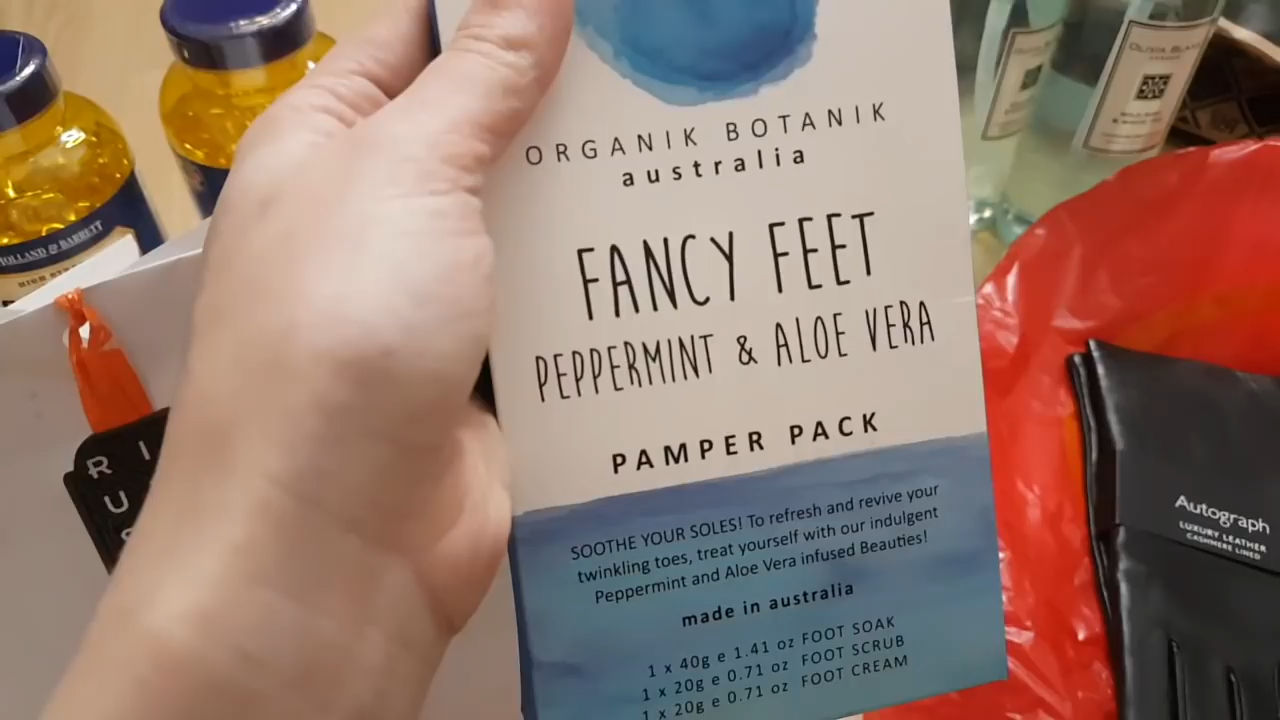 ORGANIK BOTANIK
australia
FANCY FEET
PEPPERMINT & ALOE VERA
PAMPER PACK
SOOTHE YOUR SOLES! To refresh and revive your
twinkling toes, treat yourself with our indulgent
Peppermint and Aloe Vera infused Beauties!
made in australia
1 x 40g e 1.41 oz FOOT SOAK
1 x 20g e 0.71 oz FOOT SCRUB
1 x 20g e 0.71 oz FOOT CREAM
HOLLAND & BARRETT
HIGH
R I
U
S
OLIVIA
Autograph
LUXURY LEATHER
CASHMERE LINED